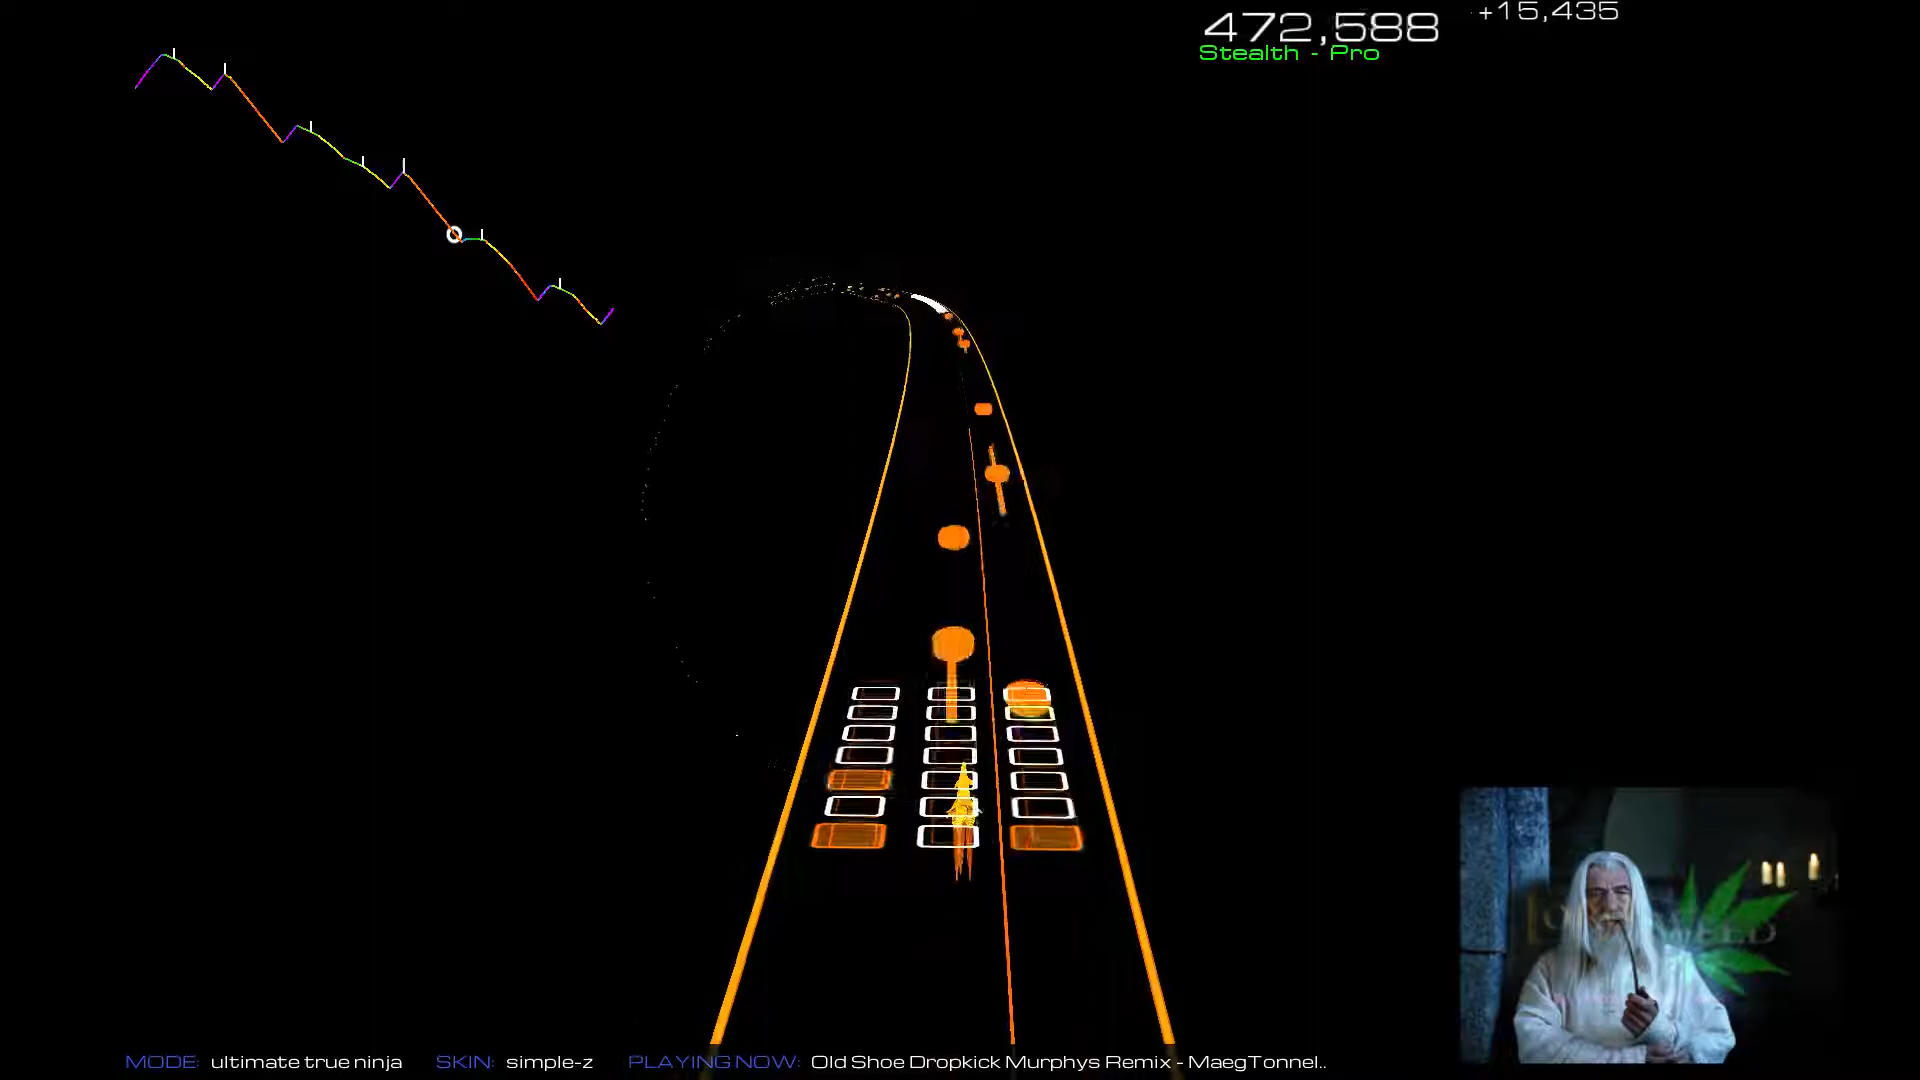 472,588 +15,435
Stealth - Pro
MODE: ultimate true ninja SKIN: simple-z PLAYING NOW: Old Shoe Dropkick Murphys Remix - MaegTonnel..